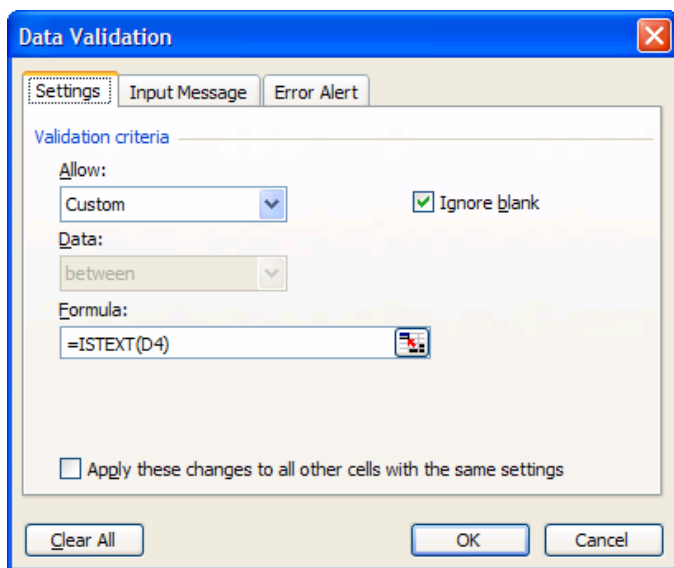 Data Validation
Settings Input Message Error Alert
Validation criteria
Allow:
Custom Ignore blank
Data:
between
Formula:
=ISTEXT(D4)
Apply these changes to all other cells with the same settings
Clear All OK Cancel